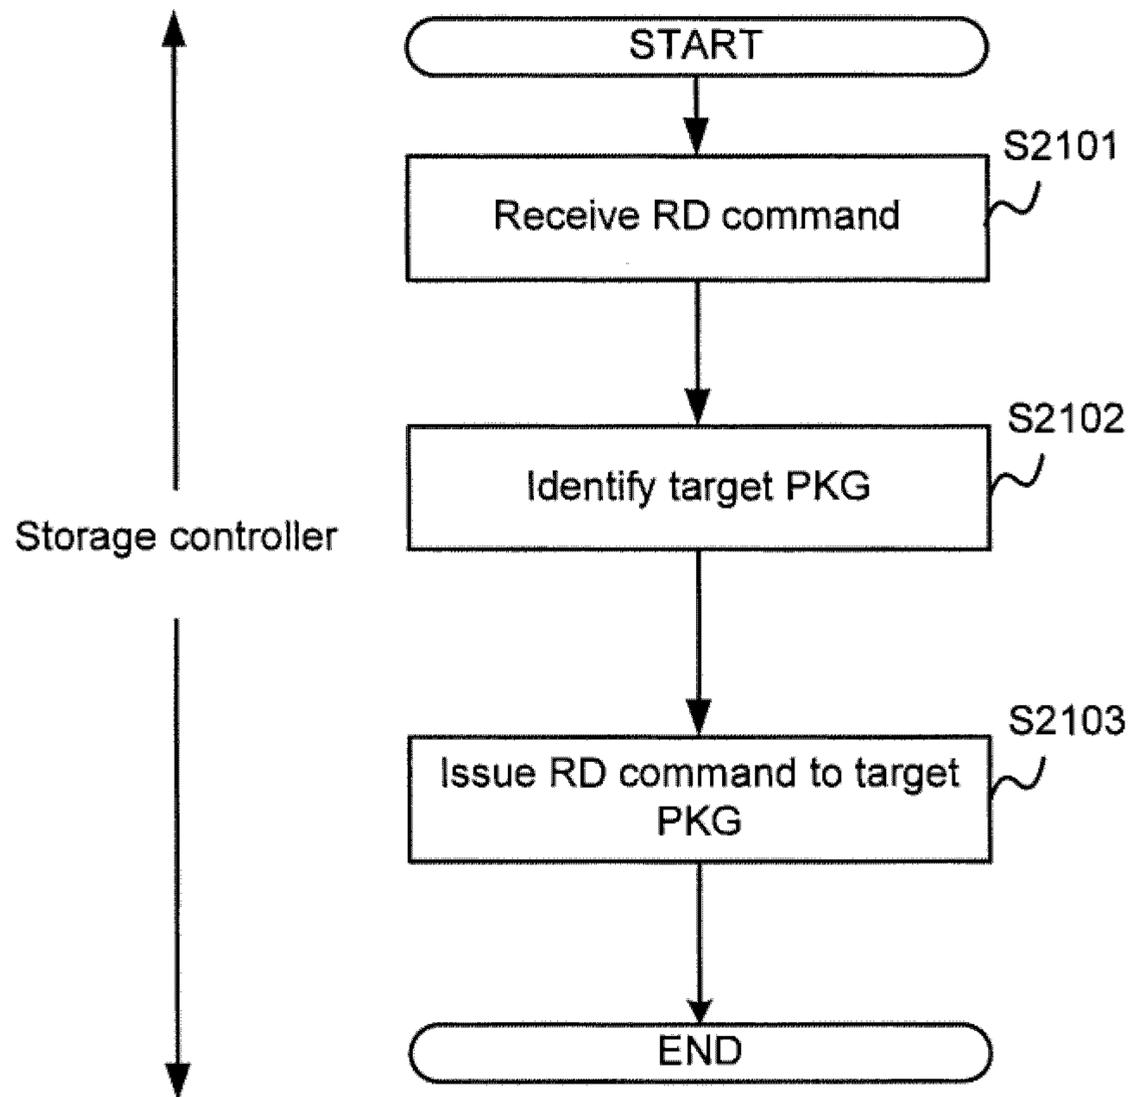 START
S2101
Receive RD command
S2102
Identify target PKG
Storage controller
S2103
Issue RD command to target
PKG
END